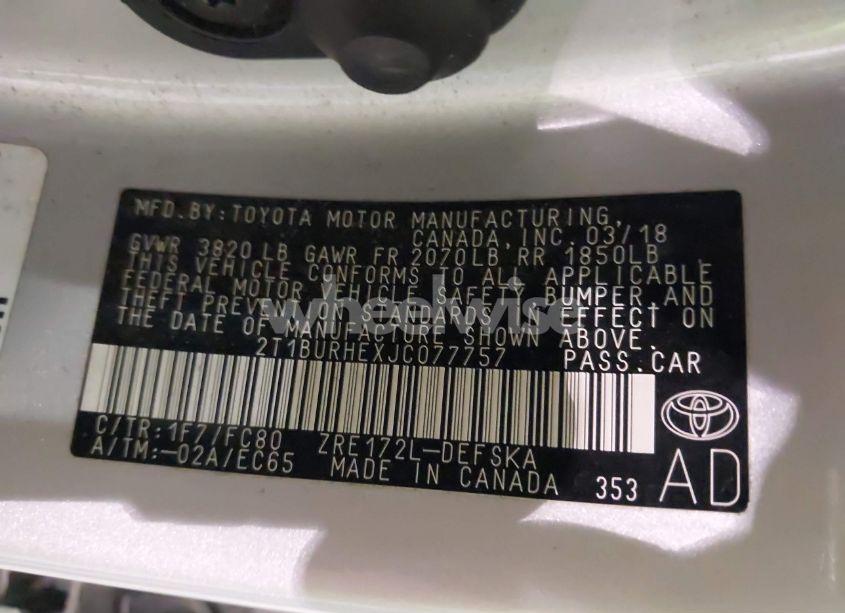 MFD.BY:TOYOTA MOTOR MANUFACTURING,
CANADA,INC. 03/18
GVWR 3820 LB GAWR FR 2070LB RR 1850LB
THIS VEHICLE CONFORMS TO ALL APPLICABLE
FEDERAL MOTOR VEHICLE SAFETY BUMPER,AND
THEFT PREVENTION STANDARDS IN EFFECT ON
THE DATE OF MANUFACTURE SHOWN ABOVE.
2T1BURHEXJC077757 PASS.CAR
C/TR:1F7/FC80 ZRE172L-DEFSKA
A/TM:-02A/EC65 MADE IN CANADA 353 AD
wheelwise